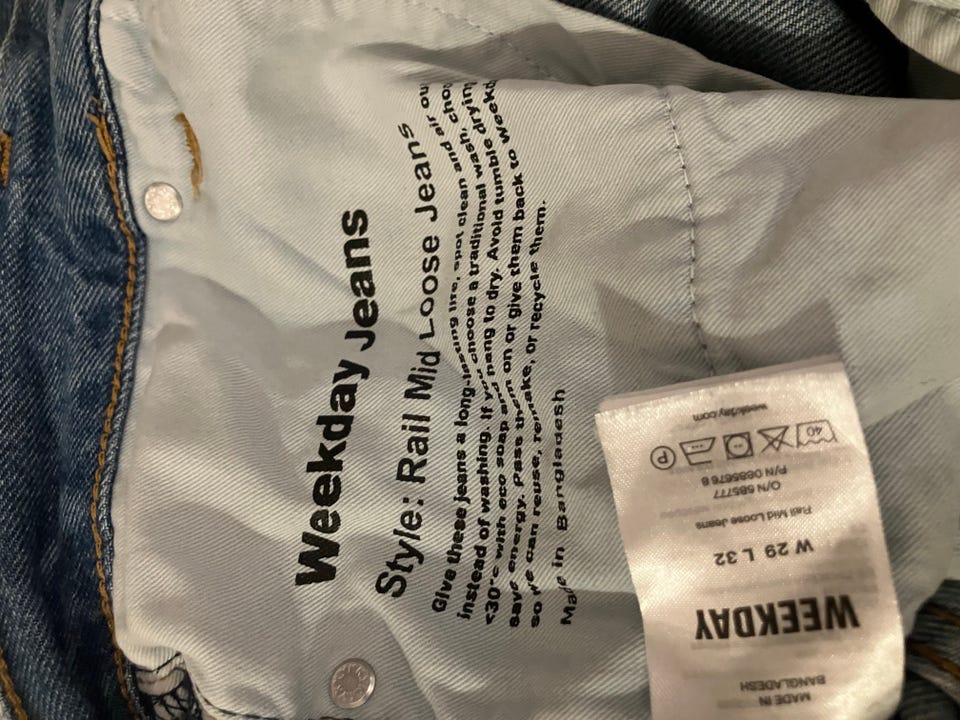 Weekday Jeans
Style: Rail Mid Loose Jeans
Give these jeans a long-lasting life, spot clean and air ou
instead of washing. If you choose a traditional wash, choo
<30°c with eco soap and hang to dry. Avoid tumble drying
save energy. Pass them on or give them back to Weekd
so we can reuse, remake, or recycle them.
Made in Bangladesh
MADE IN
BANGLADESH
WEEKDAY
W 29 L 32
Rail Mid Loose Jeans
O/N 585777
P/N 0685676 8
40
P
weekday.com